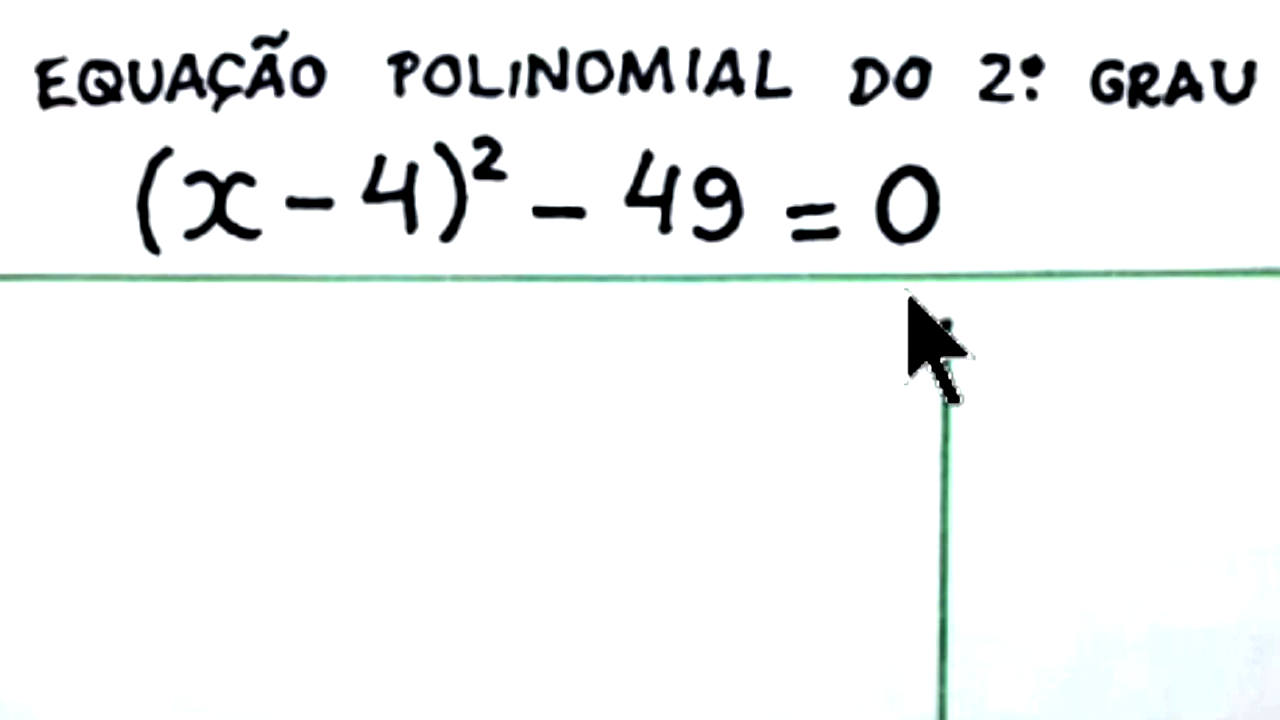 EQUAÇÃO POLINOMIAL DO 2º GRAU
(x - 4)² - 49 = 0